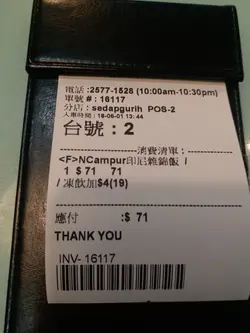 電話:2577-1528 (10:00am-10:30pm)
單號 #: 16117
分店: sedapgurih POS-2
入單時間: 18-06-01 13:44
台號: 2
消費清單:
<F>NCampur印尼雜錦飯 /
1 $ 71 71
/ 凍飲加$4(19)
應付 :$ 71
THANK YOU
INV- 16117